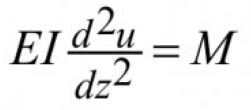 EI d²u/dz² = M